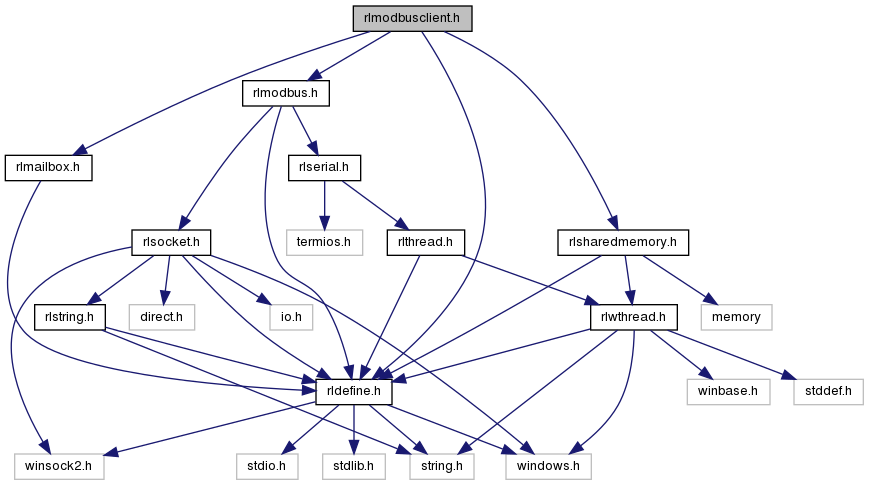 rlmodbusclient.h
rlmodbus.h
rlmailbox.h
rlserial.h
rlsocket.h
termios.h
rlthread.h
rlsharedmemory.h
rlstring.h
direct.h
io.h
rlwthread.h
memory
rldefine.h
winbase.h
stddef.h
winsock2.h
stdio.h
stdlib.h
string.h
windows.h